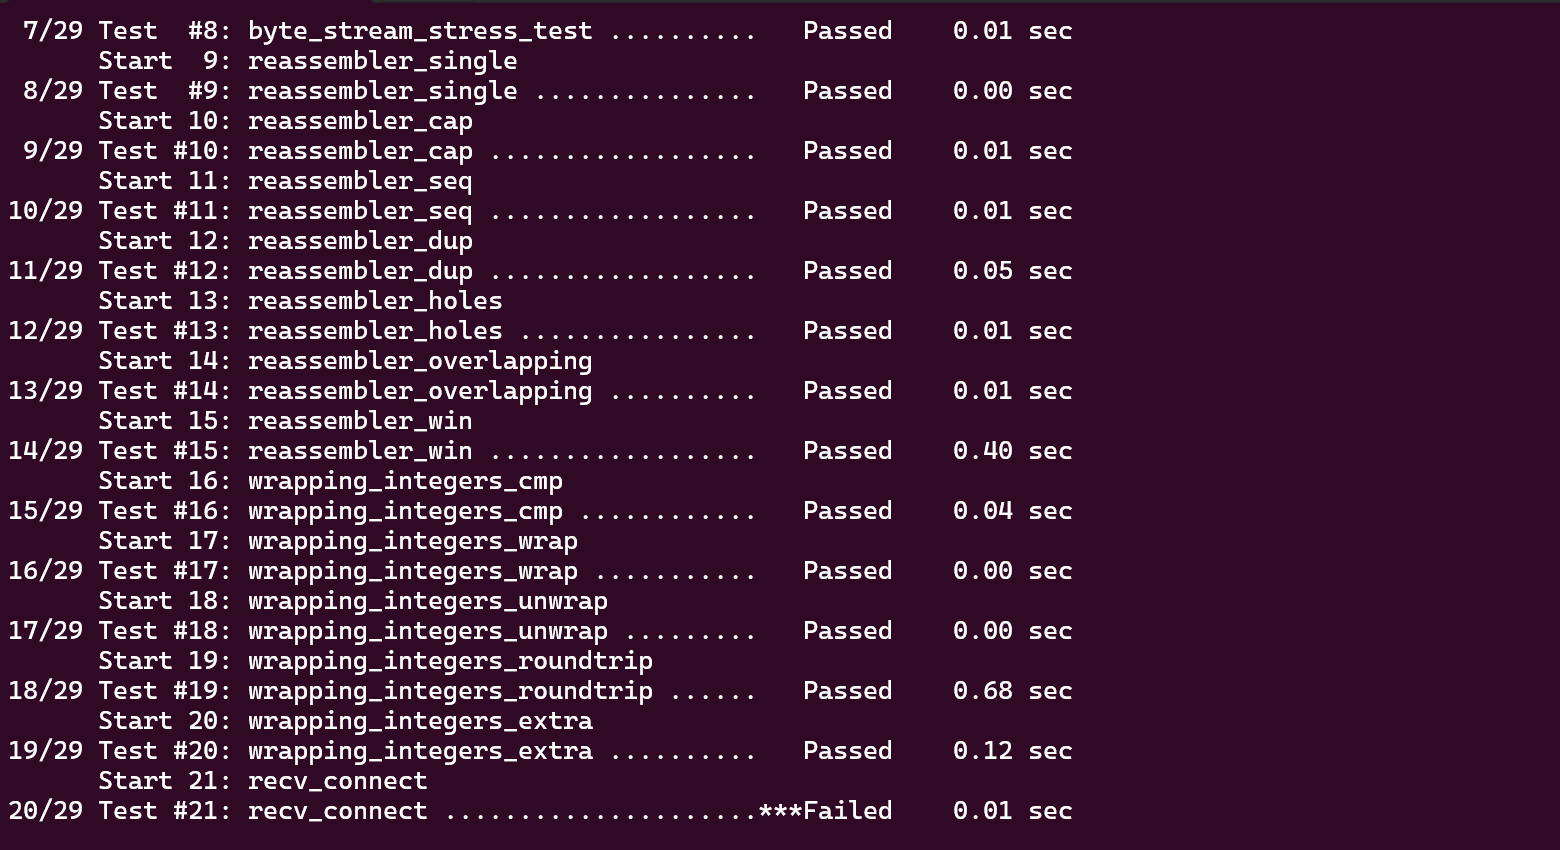 7/29 Test  #8: byte_stream_stress_test ..........   Passed    0.01 sec
      Start  9: reassembler_single
 8/29 Test  #9: reassembler_single ...............   Passed    0.00 sec
      Start 10: reassembler_cap
 9/29 Test #10: reassembler_cap ..................   Passed    0.01 sec
      Start 11: reassembler_seq
10/29 Test #11: reassembler_seq ..................   Passed    0.01 sec
      Start 12: reassembler_dup
11/29 Test #12: reassembler_dup ..................   Passed    0.05 sec
      Start 13: reassembler_holes
12/29 Test #13: reassembler_holes ................   Passed    0.01 sec
      Start 14: reassembler_overlapping
13/29 Test #14: reassembler_overlapping ..........   Passed    0.01 sec
      Start 15: reassembler_win
14/29 Test #15: reassembler_win ..................   Passed    0.40 sec
      Start 16: wrapping_integers_cmp
15/29 Test #16: wrapping_integers_cmp ............   Passed    0.04 sec
      Start 17: wrapping_integers_wrap
16/29 Test #17: wrapping_integers_wrap ...........   Passed    0.00 sec
      Start 18: wrapping_integers_unwrap
17/29 Test #18: wrapping_integers_unwrap .........   Passed    0.00 sec
      Start 19: wrapping_integers_roundtrip
18/29 Test #19: wrapping_integers_roundtrip ......   Passed    0.68 sec
      Start 20: wrapping_integers_extra
19/29 Test #20: wrapping_integers_extra ..........   Passed    0.12 sec
      Start 21: recv_connect
20/29 Test #21: recv_connect .....................***Failed    0.01 sec